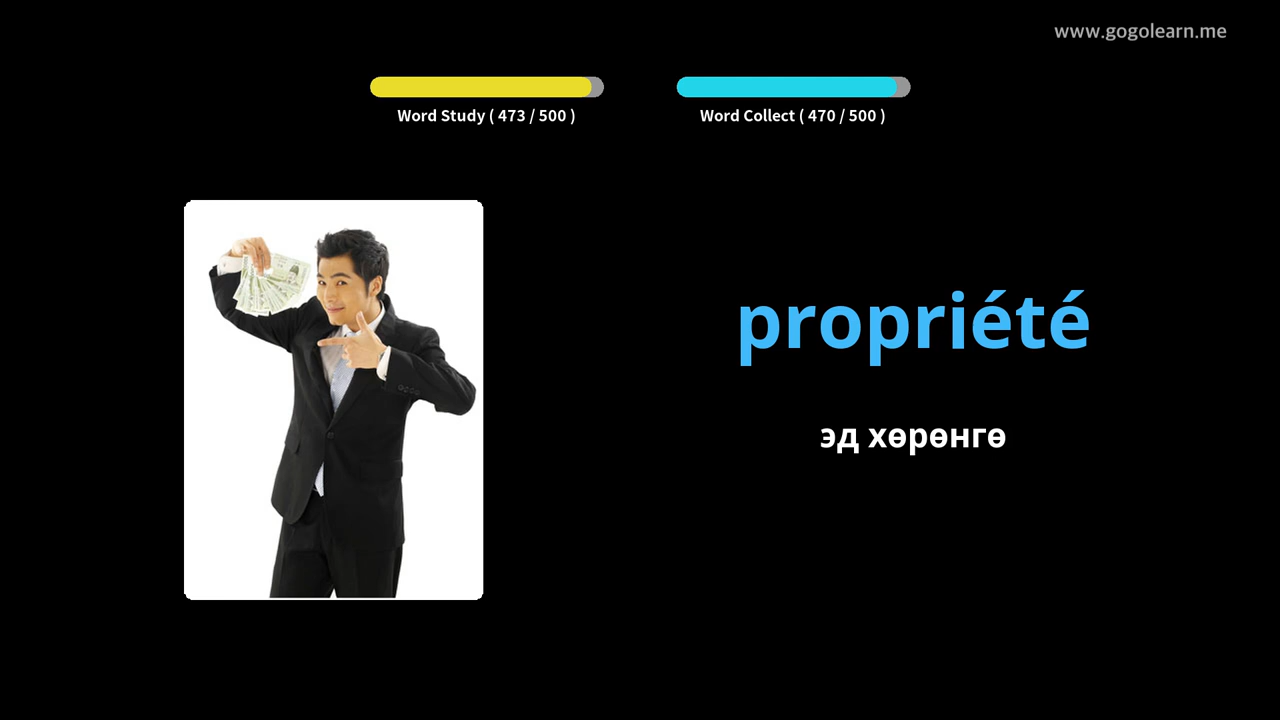 www.gogolearn.me
Word Study ( 473 / 500 )
Word Collect ( 470 / 500 )
propriété
эд хөрөнгө